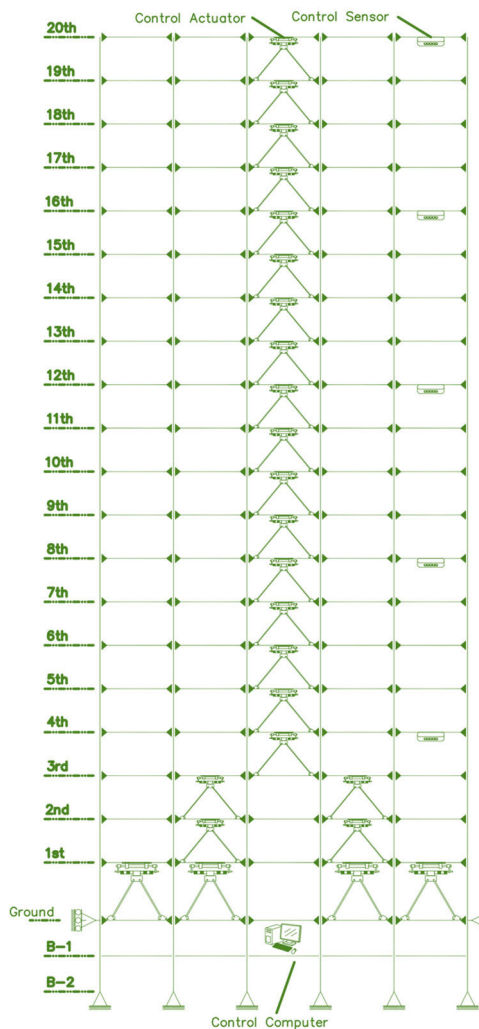 Control Actuator
Control Sensor
20th
19th
18th
17th
16th
15th
14th
13th
12th
11th
10th
9th
8th
7th
6th
5th
4th
3rd
2nd
1st
Ground
B-1
B-2
Control Computer